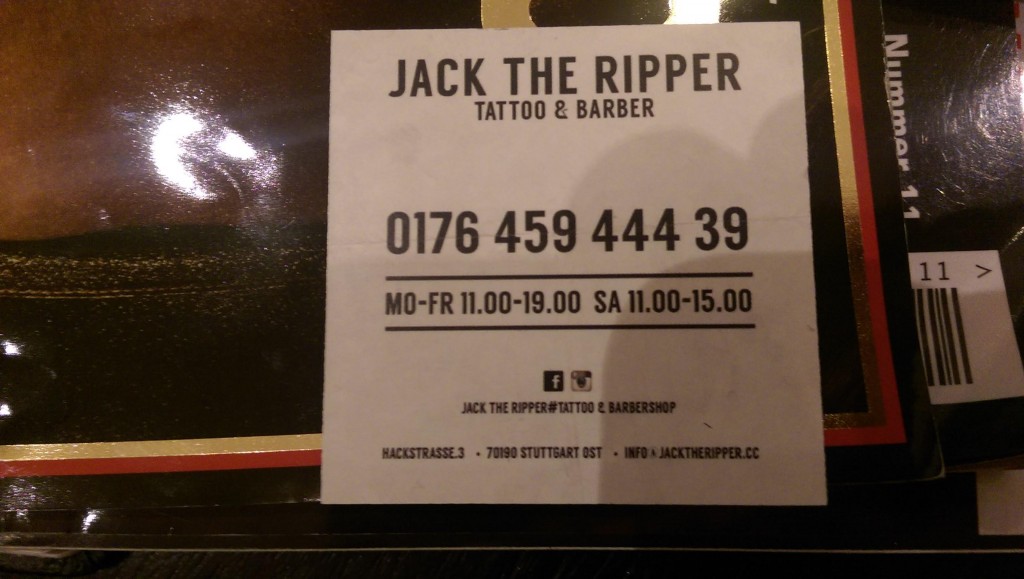 JACK THE RIPPER
TATTOO & BARBER
0176 459 444 39
MO-FR 11.00-19.00 SA 11.00-15.00
f
JACK THE RIPPER#TATTOO & BARBERSHOP
HACKSTRASSE.3 • 70190 STUTTGART OST • INFO@JACKTHERIPPER.CC
Nummer 11
11 >